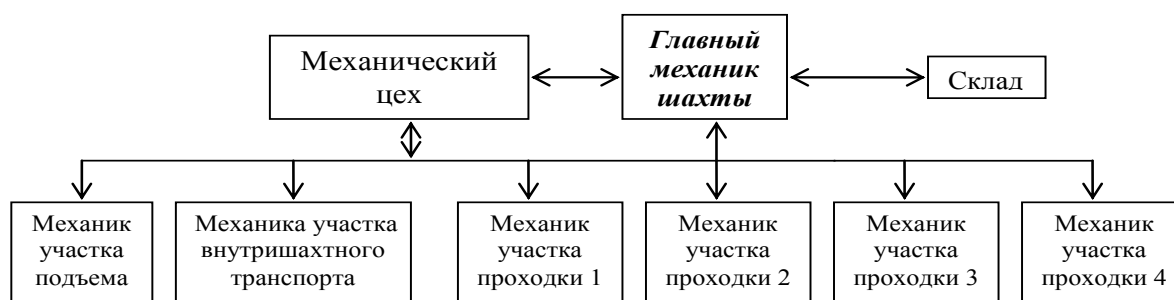 Механический
цех
Главный
механик
шахты
Склад
Механик
участка
подъема
Механика участка
внутришахтного
транспорта
Механик
участка
проходки 1
Механик
участка
проходки 2
Механик
участка
проходки 3
Механик
участка
проходки 4